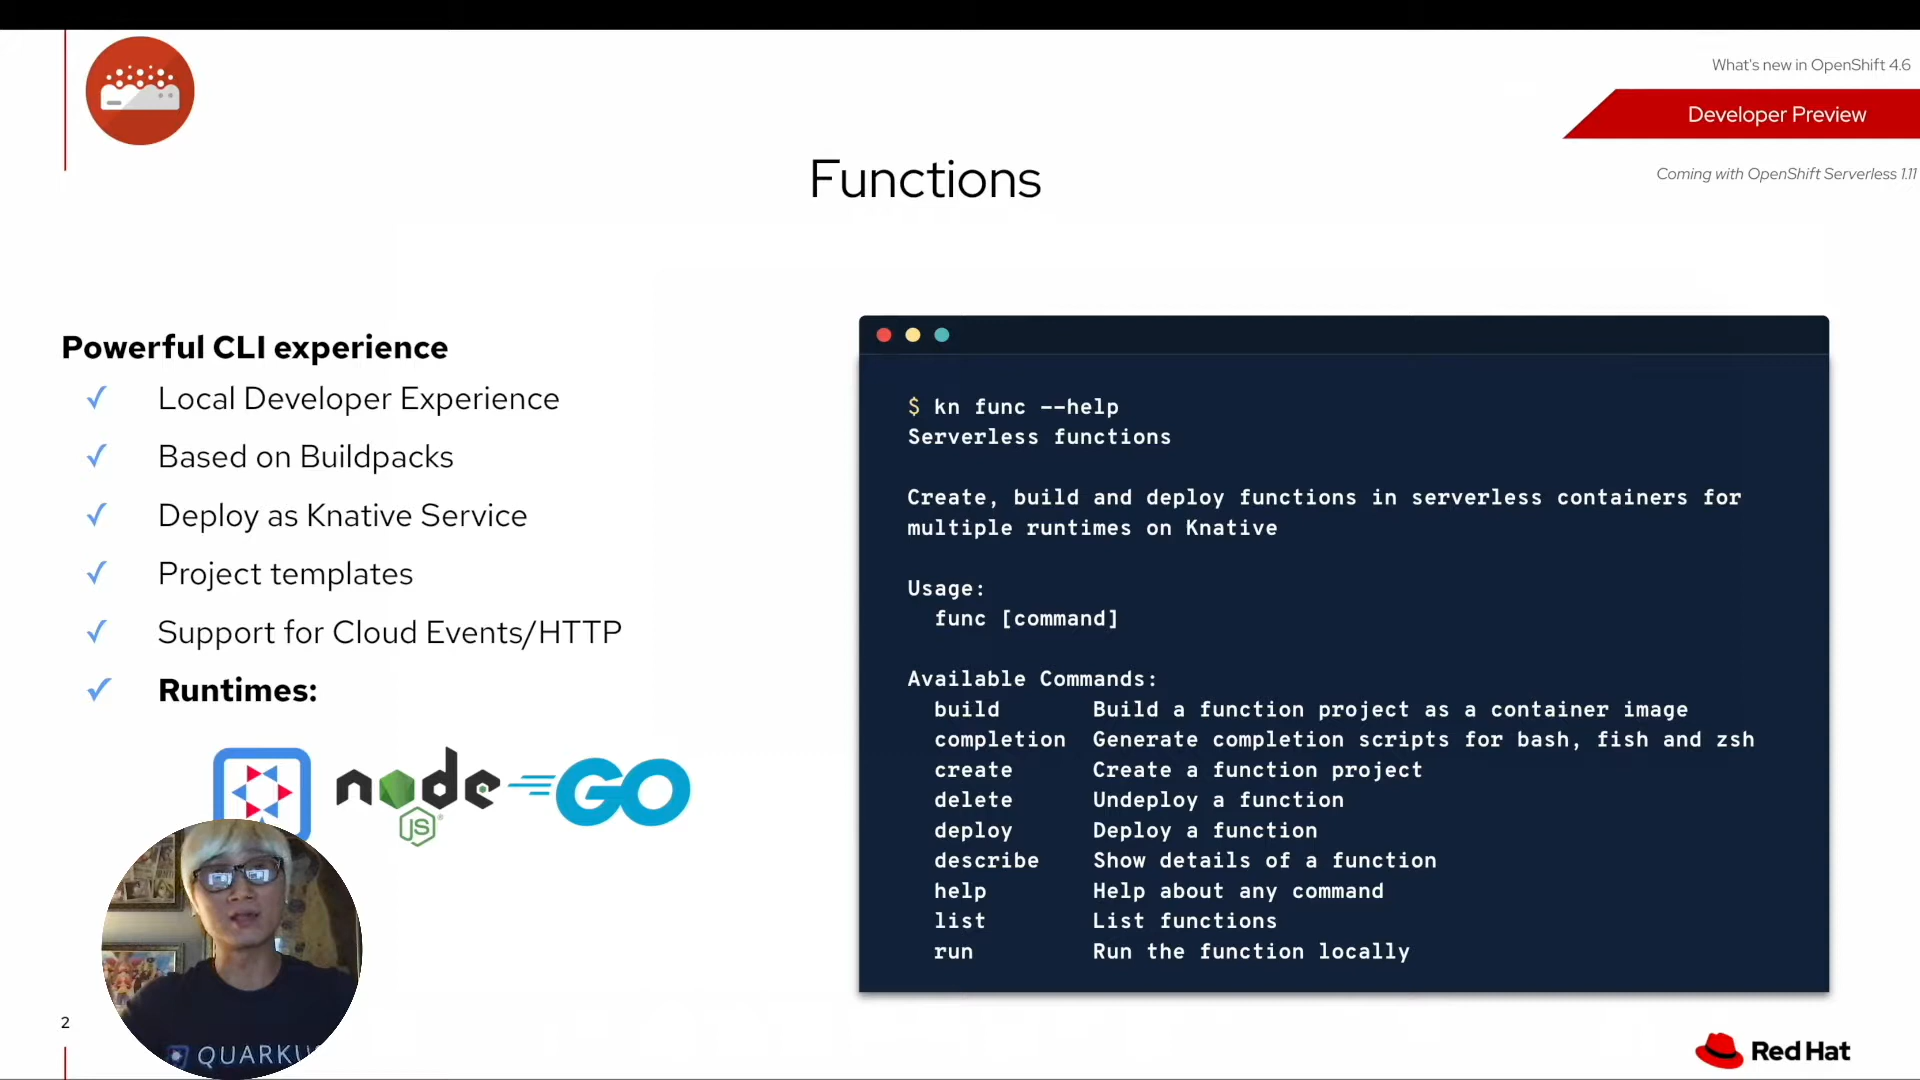 What's new in OpenShift 4.6
Developer Preview
Coming with OpenShift Serverless 1.11
Functions
Powerful CLI experience
✓ Local Developer Experience
✓ Based on Buildpacks
✓ Deploy as Knative Service
✓ Project templates
✓ Support for Cloud Events/HTTP
✓ Runtimes:
node
JS
GO
$ kn func --help
Serverless functions
Create, build and deploy functions in serverless containers for
multiple runtimes on Knative
Usage:
func [command]
Available Commands:
build Build a function project as a container image
completion Generate completion scripts for bash, fish and zsh
create Create a function project
delete Undeploy a function
deploy Deploy a function
describe Show details of a function
help Help about any command
list List functions
run Run the function locally
QUARKU
2
Red Hat